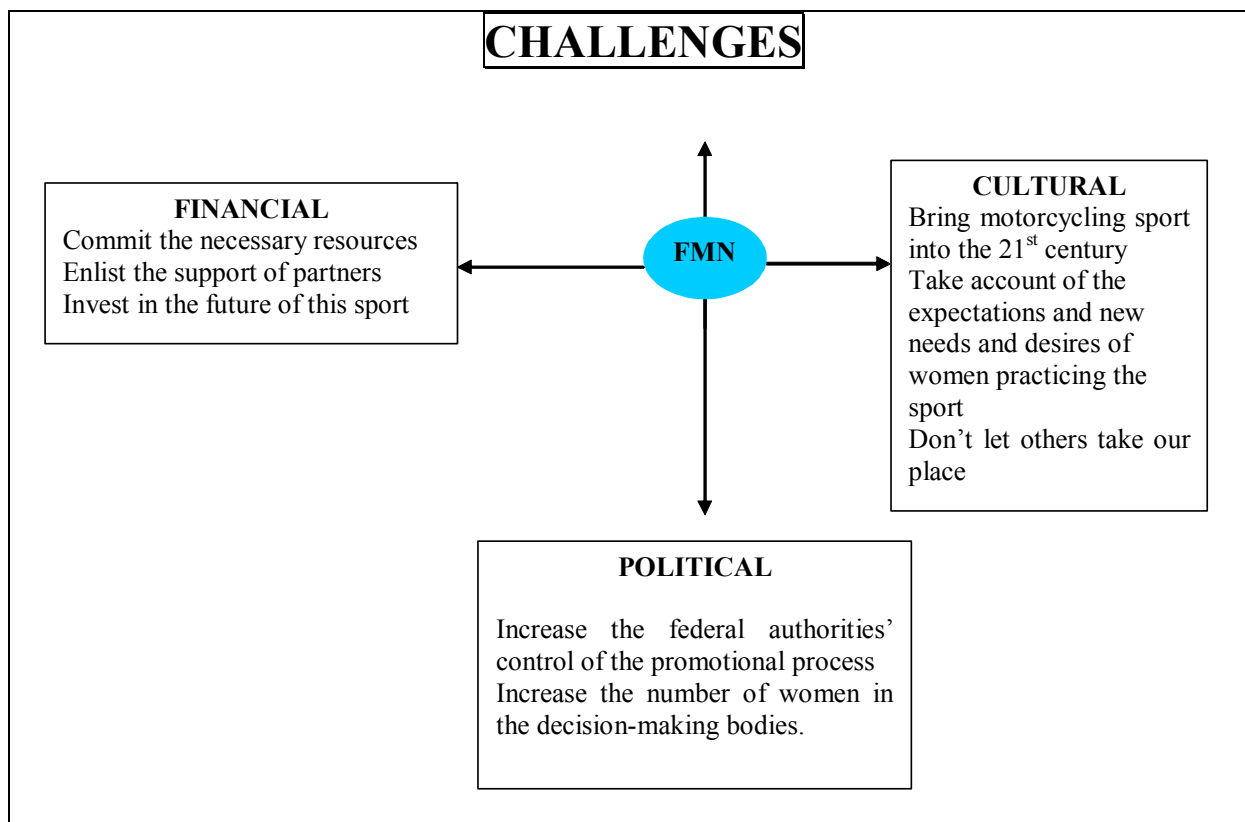 CHALLENGES
FINANCIAL
Commit the necessary resources
Enlist the support of partners
Invest in the future of this sport
FMN
CULTURAL
Bring motorcycling sport
into the 21st century
Take account of the
expectations and new
needs and desires of
women practicing the
sport
Don’t let others take our
place
POLITICAL
Increase the federal authorities’
control of the promotional process
Increase the number of women in
the decision-making bodies.